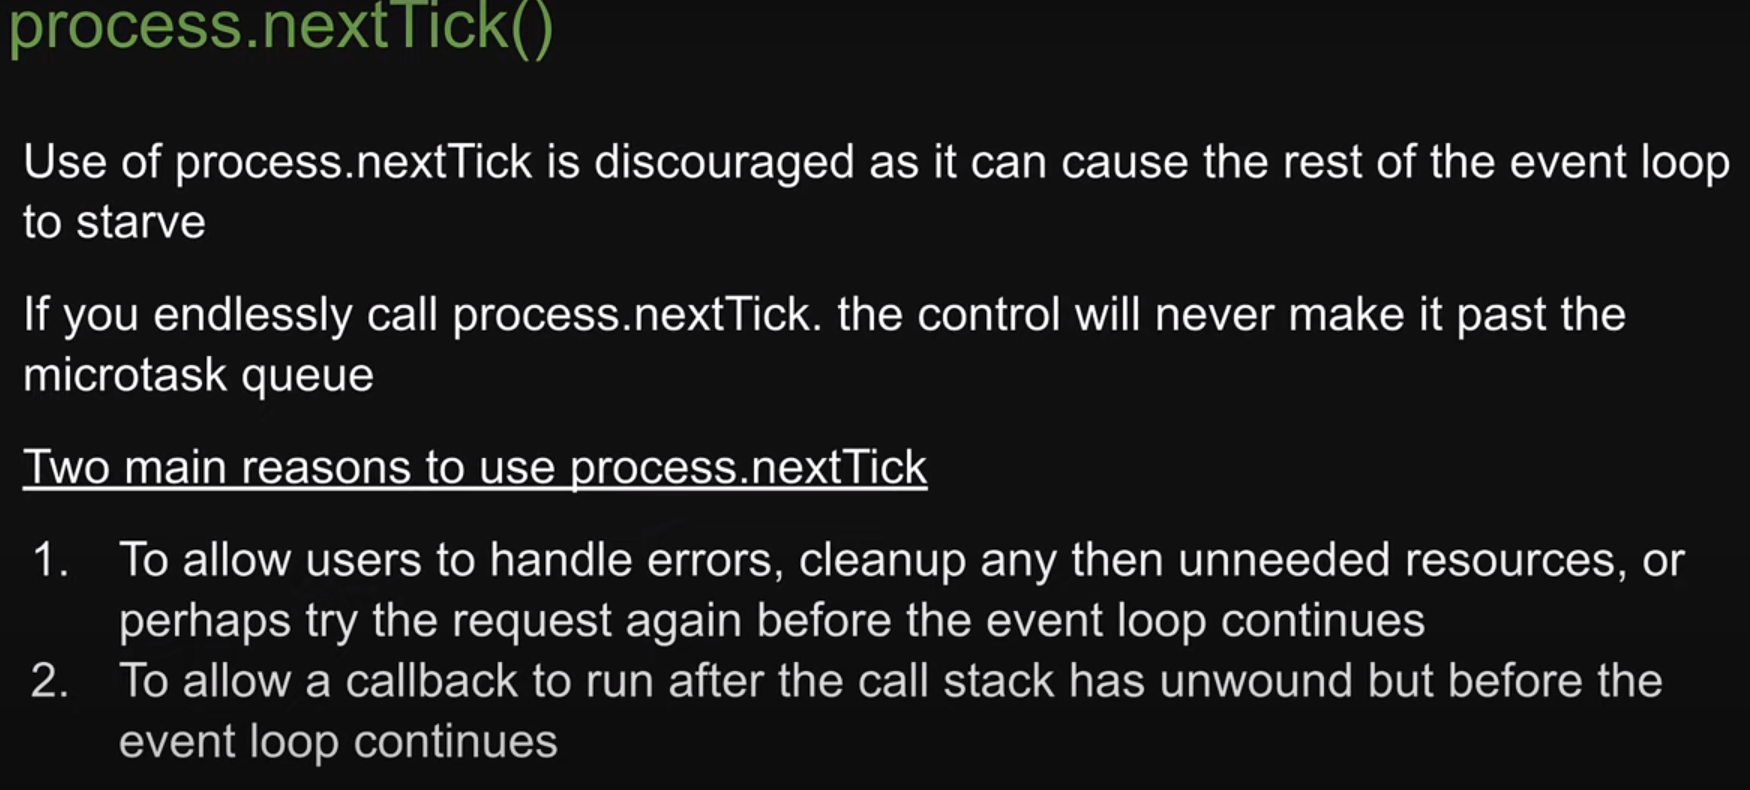 process.nextTick()
Use of process.nextTick is discouraged as it can cause the rest of the event loop
to starve
If you endlessly call process.nextTick. the control will never make it past the
microtask queue
Two main reasons to use process.nextTick
1. To allow users to handle errors, cleanup any then unneeded resources, or
perhaps try the request again before the event loop continues
2. To allow a callback to run after the call stack has unwound but before the
event loop continues